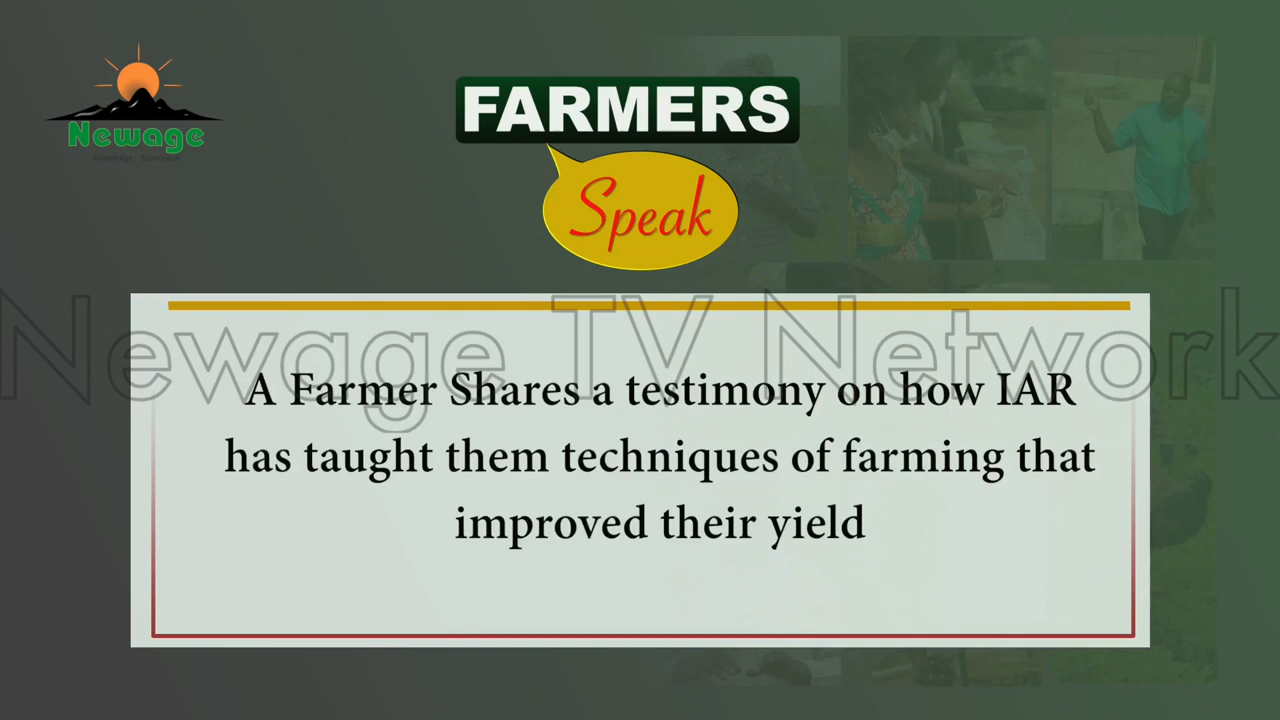 Newage
FARMERS
Speak
Newage TV Network
A Farmer Shares a testimony on how IAR
has taught them techniques of farming that
improved their yield